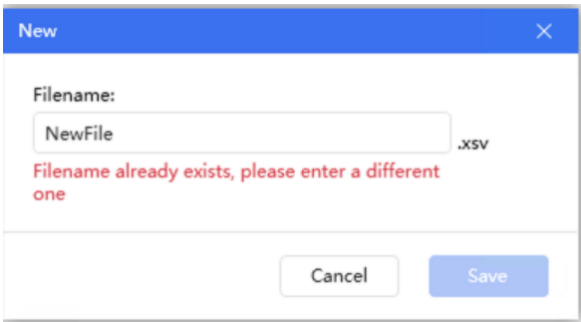 New
Filename:
NewFile
.xsv
Filename already exists, please enter a different
one
Cancel
Save